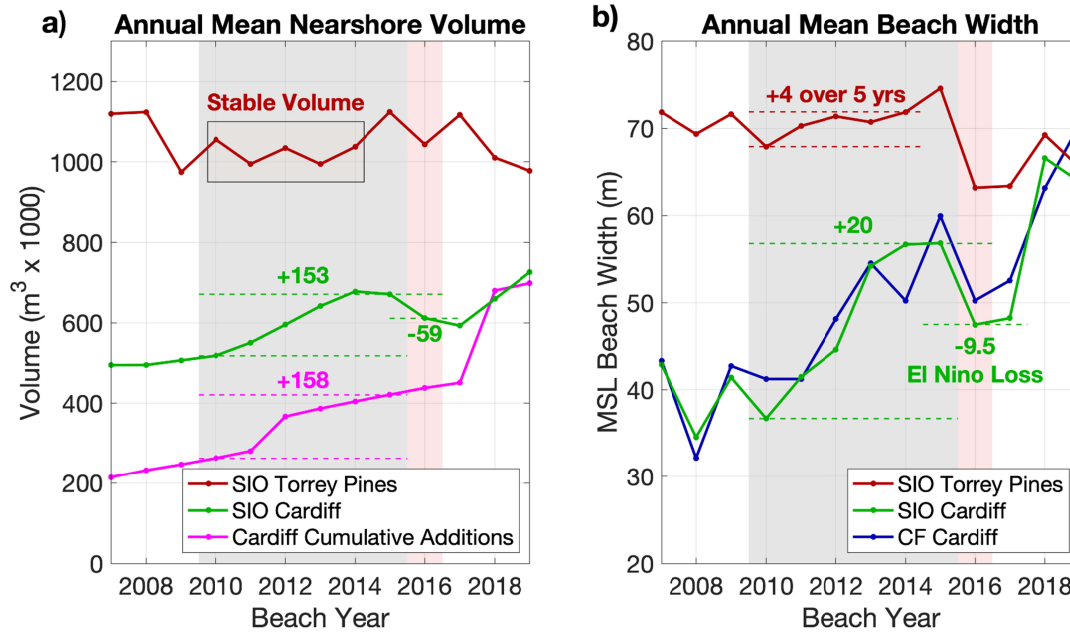 a)
Annual Mean Nearshore Volume
1200
1000
800
600
400
200
0
Volume (m³ x 1000)
Stable Volume
+153
-59
+158
SIO Torrey Pines
SIO Cardiff
Cardiff Cumulative Additions
2008 2010 2012 2014 2016 2018
Beach Year
b)
Annual Mean Beach Width
80
70
60
50
40
30
20
MSL Beach Width (m)
+4 over 5 yrs
+20
-9.5
El Nino Loss
SIO Torrey Pines
SIO Cardiff
CF Cardiff
2008 2010 2012 2014 2016 2018
Beach Year